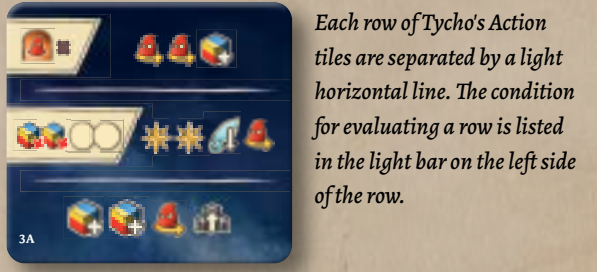 Each row of Tycho's Action
tiles are separated by a light
horizontal line. The condition
for evaluating a row is listed
in the light bar on the left side
of the row.
3A